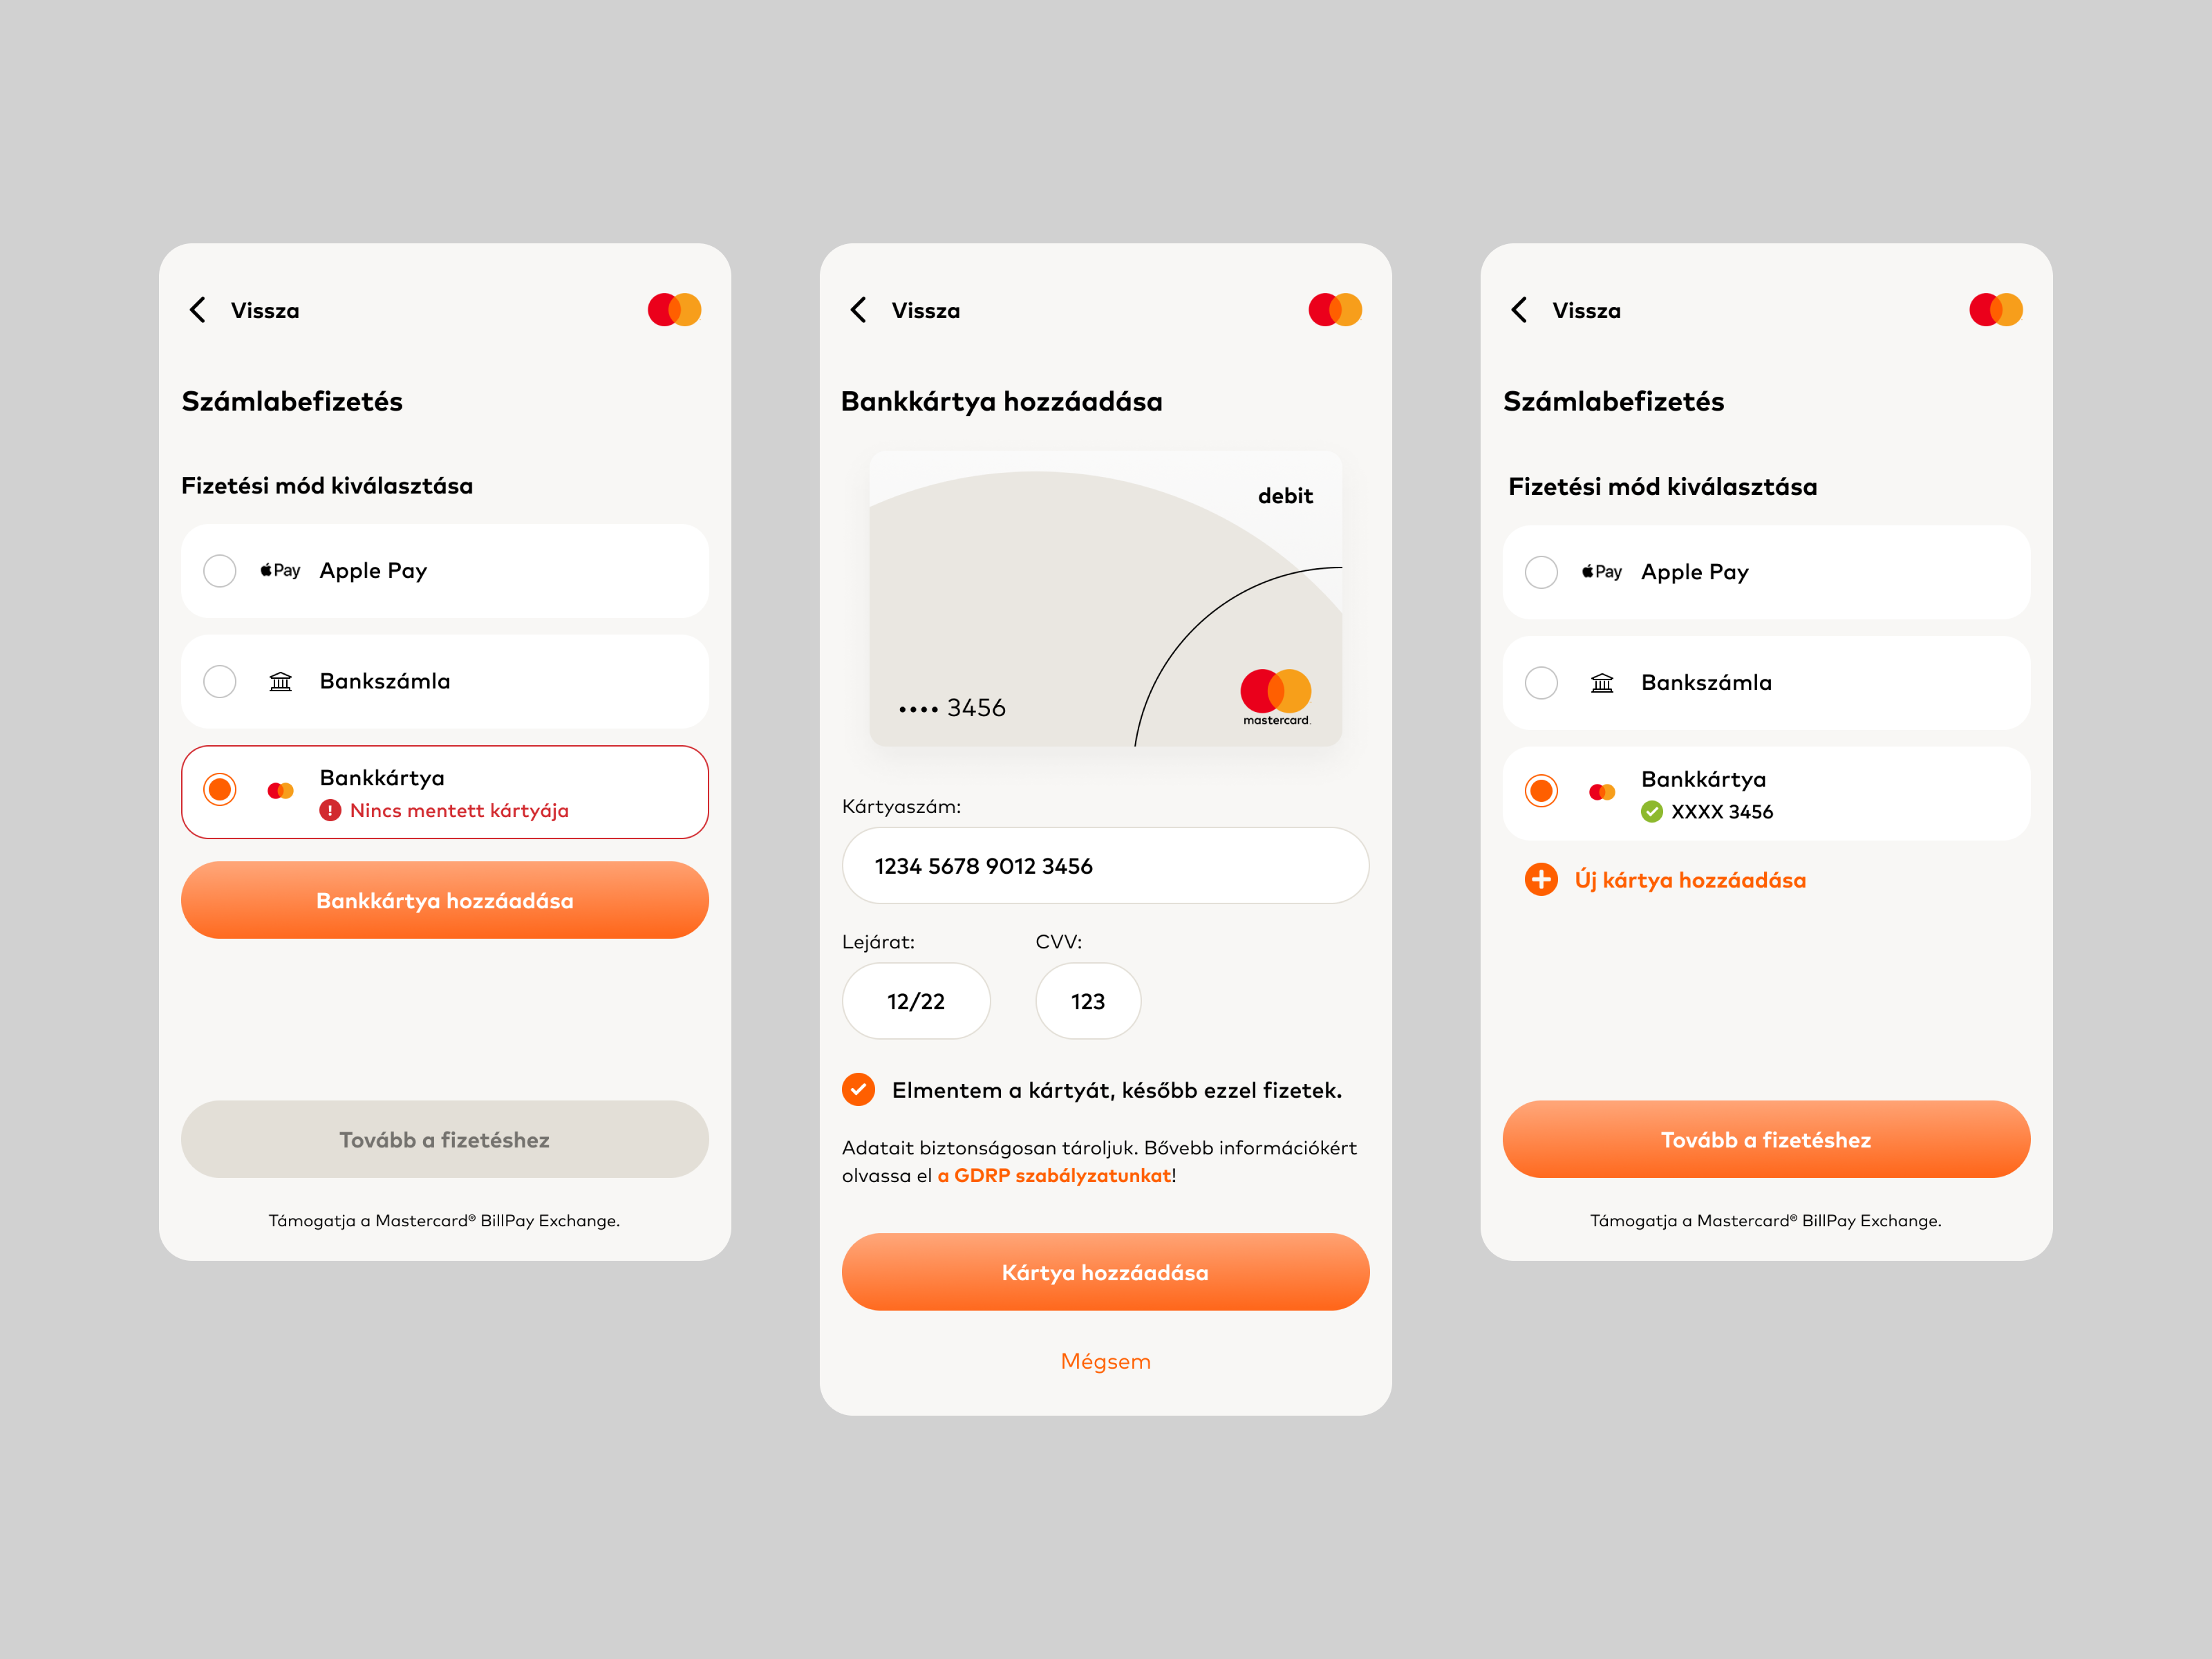 Vissza
Számlabefizetés
Fizetési mód kiválasztása
Pay Apple Pay
Bankszámla
Bankkártya
! Nincs mentett kártyája
Bankkártya hozzáadása
Tovább a fizetéshez
Támogatja a Mastercard® BillPay Exchange.
Vissza
Bankkártya hozzáadása
debit
•••• 3456
mastercard.
Kártyaszám:
1234 5678 9012 3456
Lejárat: CVV:
12/22 123
Elmentem a kártyát, később ezzel fizetek.
Adatait biztonságosan tároljuk. Bővebb információkért
olvassa el a GDRP szabályzatunkat!
Kártya hozzáadása
Mégsem
Vissza
Számlabefizetés
Fizetési mód kiválasztása
Pay Apple Pay
Bankszámla
Bankkártya
XXXX 3456
Új kártya hozzáadása
Tovább a fizetéshez
Támogatja a Mastercard® BillPay Exchange.